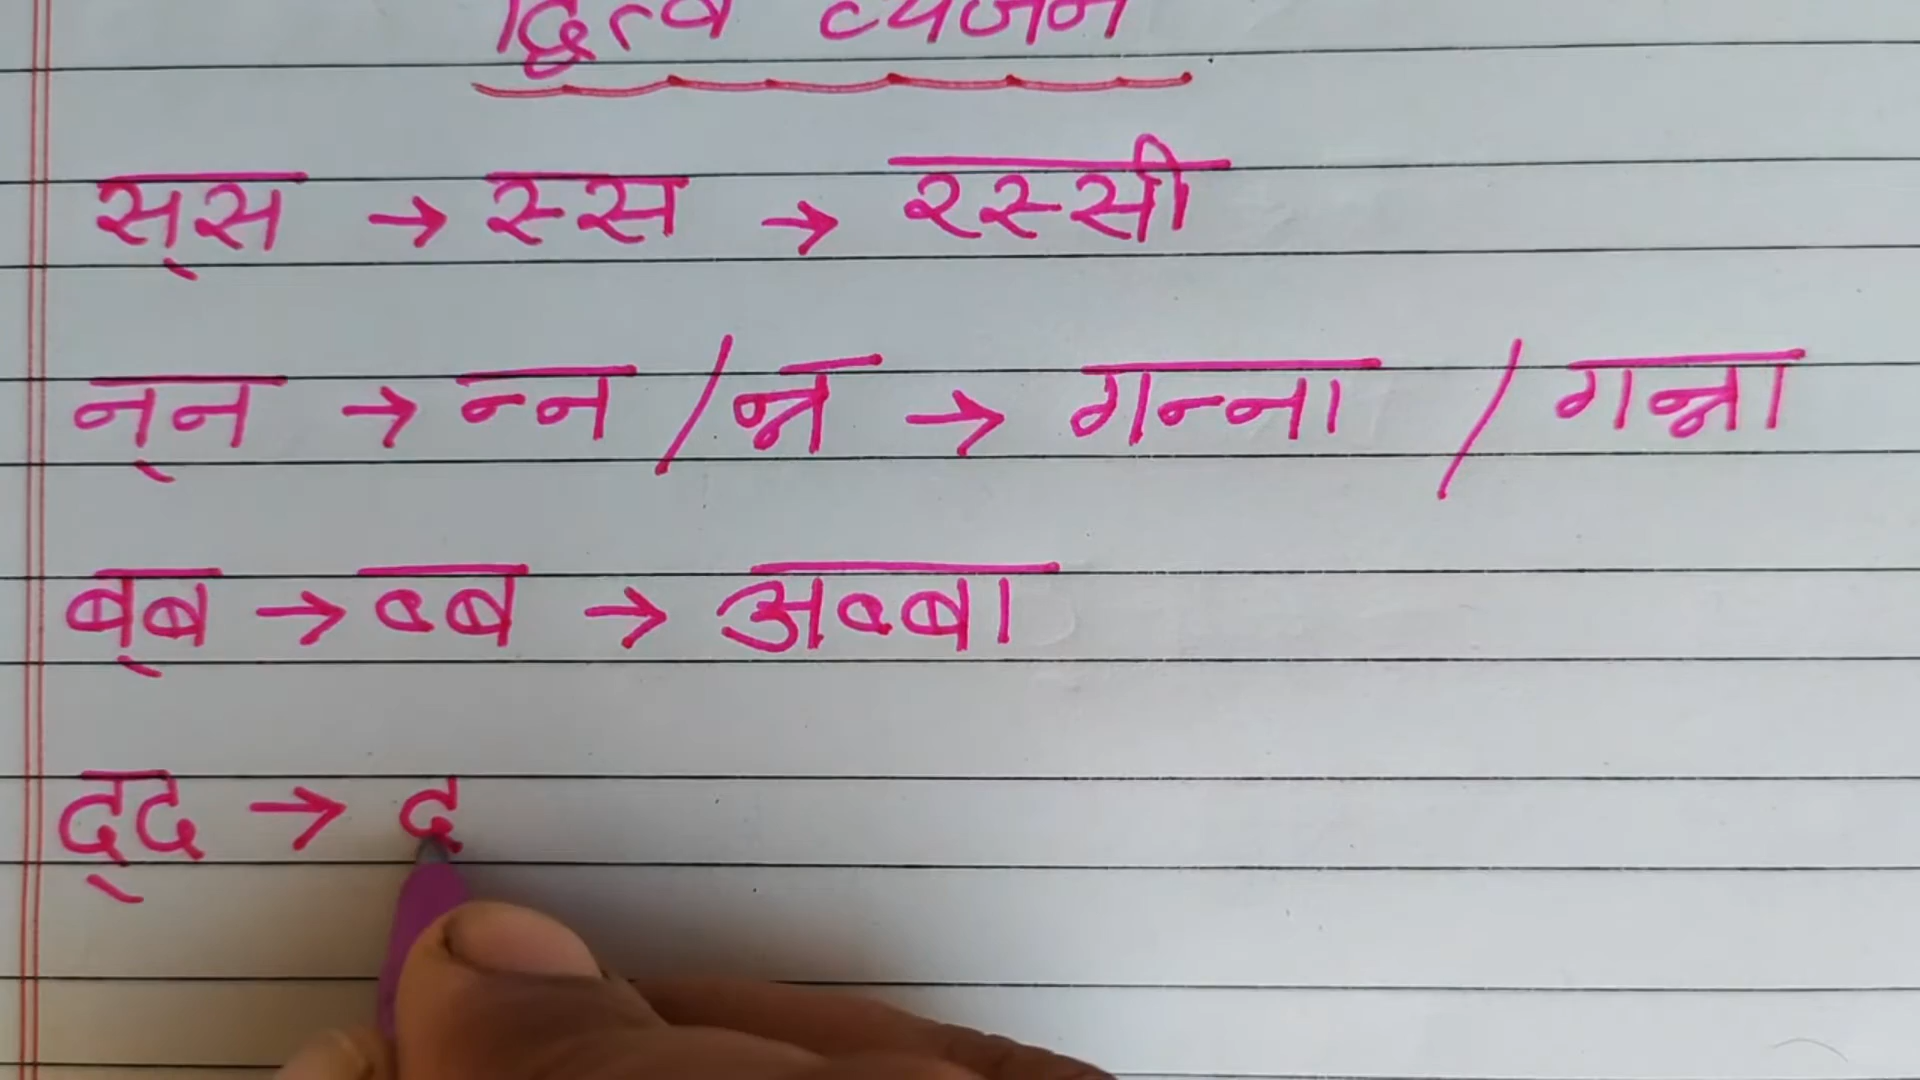 द्वित्व व्यंजन
स्‌स → स्स → रस्सी
न्‌न → न्‍न / न्न → गन्‍ना / गन्ना
ब्‌ब → ब्ब → अब्बा
द्‌द → द